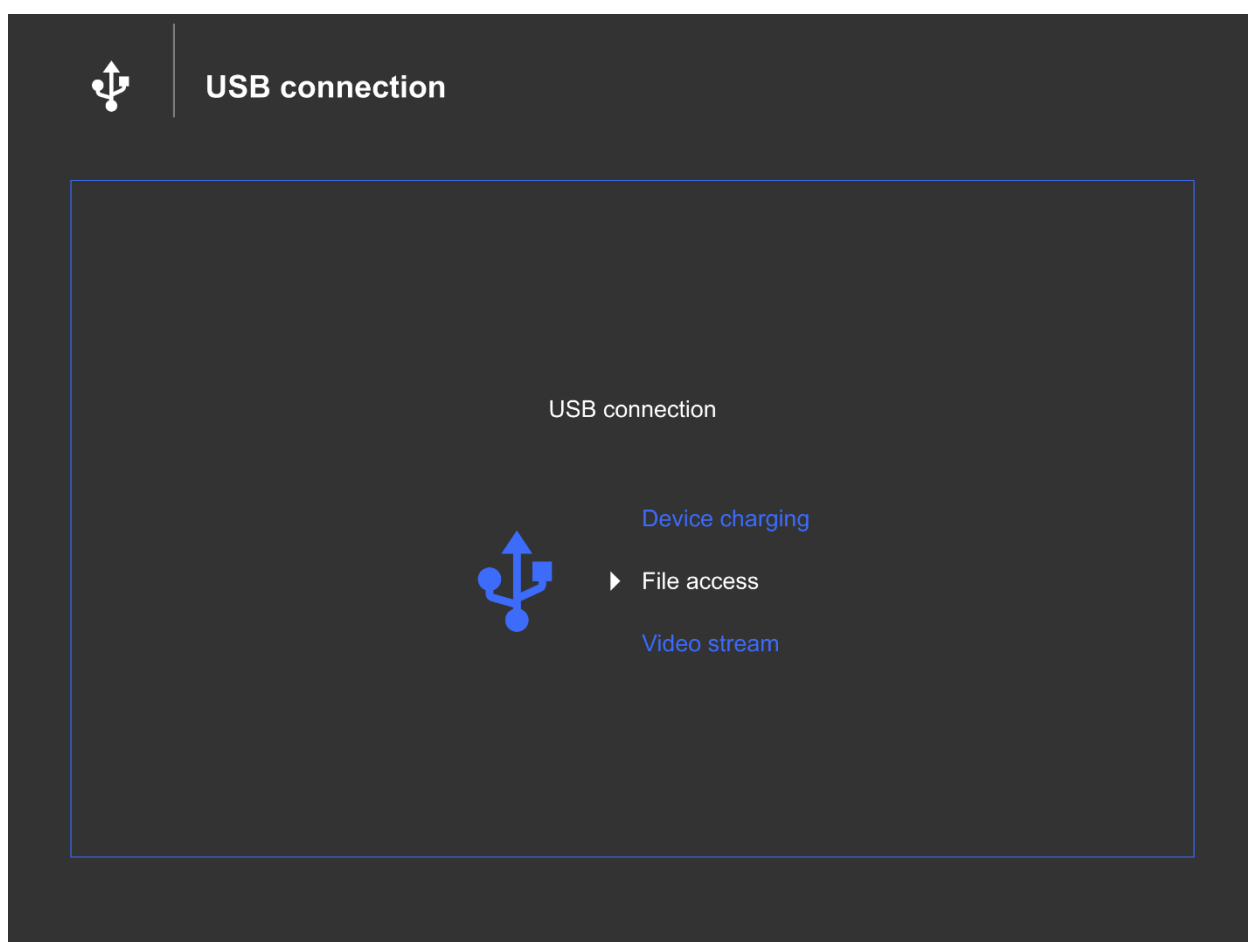 USB connection
USB connection
Device charging
File access
Video stream